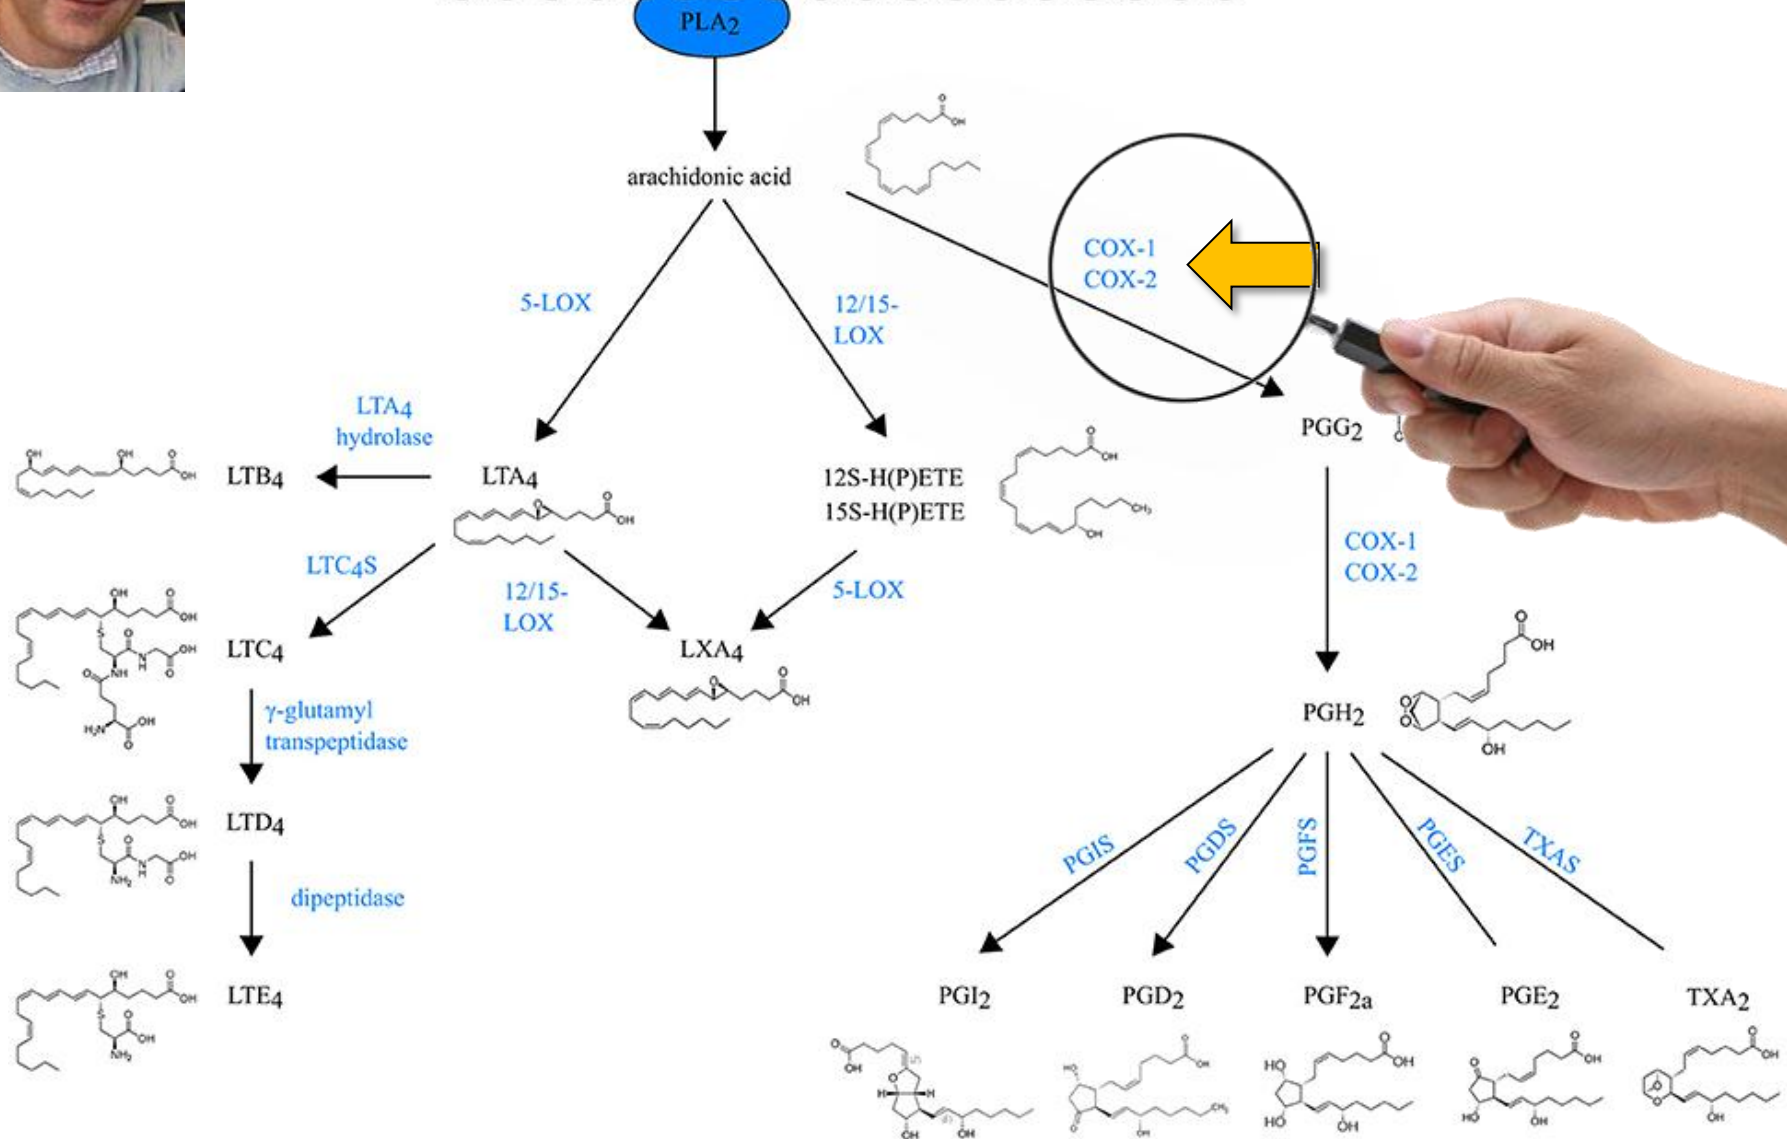 PLA2
arachidonic acid
5-LOX
12/15-
LOX
COX-1
COX-2
LTA4
hydrolase
LTB4
LTA4
12S-H(P)ETE
15S-H(P)ETE
PGG2
LTC4S
12/15-
LOX
5-LOX
COX-1
COX-2
LTC4
LXA4
γ-glutamyl
transpeptidase
PGH2
LTD4
dipeptidase
PGIS
PGDS
PGFS
PGES
TXAS
LTE4
PGI2
PGD2
PGF2a
PGE2
TXA2